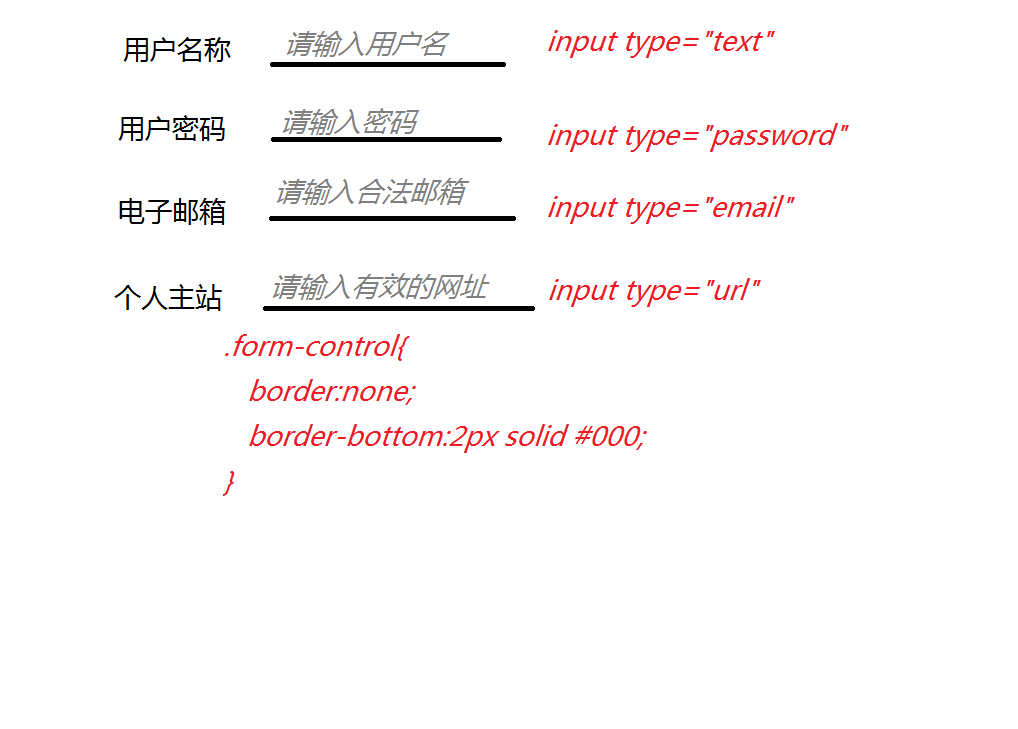 用户名称 请输入用户名 input type="text"
用户密码 请输入密码 input type="password"
电子邮箱 请输入合法邮箱 input type="email"
个人主站 请输入有效的网址 input type="url"
.form-control{
border:none;
border-bottom:2px solid #000;
}